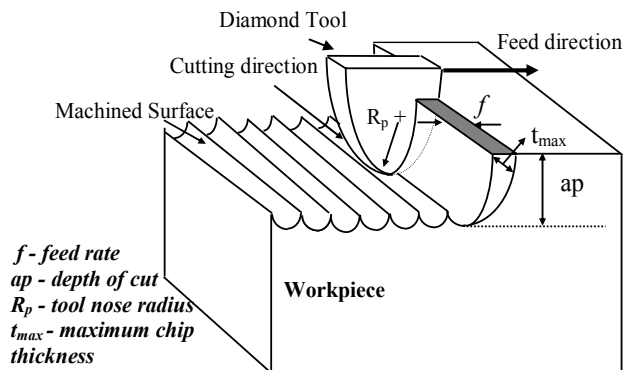 Diamond Tool
Feed direction
Cutting direction
Machined Surface
Rp +
f
tmax
ap
f - feed rate
ap - depth of cut
Rp - tool nose radius
tmax - maximum chip
thickness
Workpiece